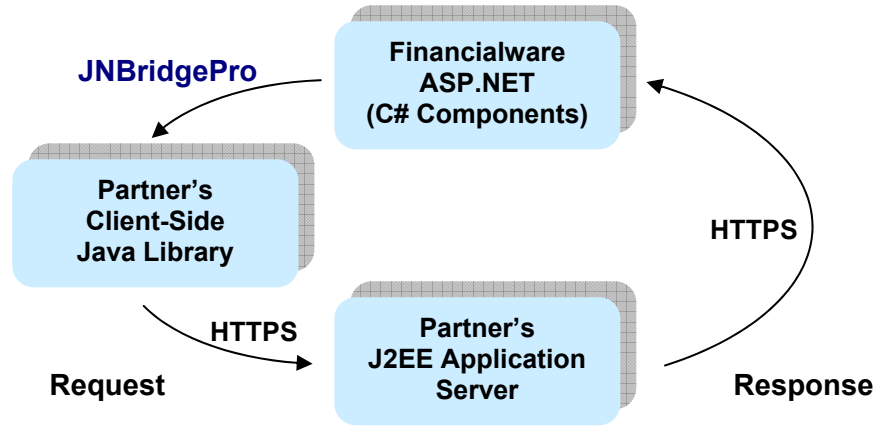 Financialware
ASP.NET
(C# Components)
JNBridgePro
Partner’s
Client-Side
Java Library
HTTPS
HTTPS
Partner’s
J2EE Application
Server
Request
Response